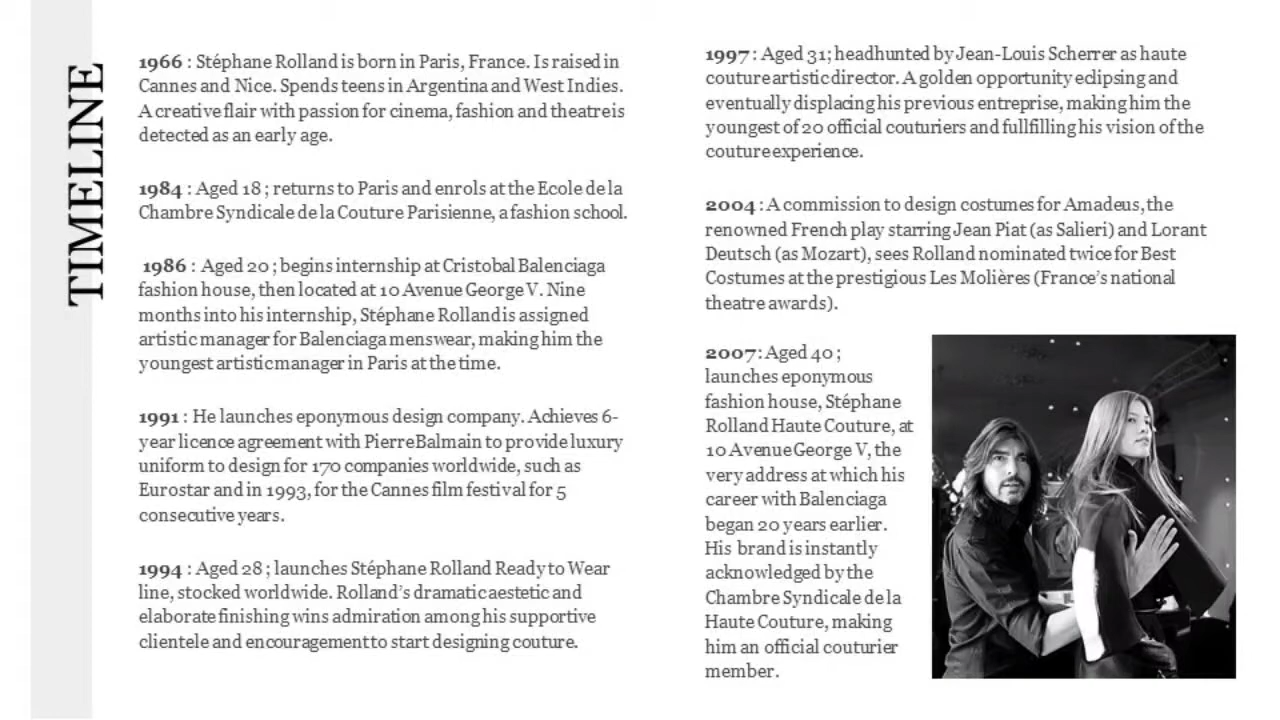 TIMELINE
1966 : Stéphane Rolland is born in Paris, France. Is raised in
Cannes and Nice. Spends teens in Argentina and West Indies.
A creative flair with passion for cinema, fashion and theatre is
detected as an early age.
1984 : Aged 18 ; returns to Paris and enrols at the Ecole de la
Chambre Syndicale de la Couture Parisienne, a fashion school.
1986 : Aged 20 ; begins internship at Cristobal Balenciaga
fashion house, then located at 10 Avenue George V. Nine
months into his internship, Stéphane Rolland is assigned
artistic manager for Balenciaga menswear, making him the
youngest artistic manager in Paris at the time.
1991 : He launches eponymous design company. Achieves 6-
year licence agreement with Pierre Balmain to provide luxury
uniform to design for 170 companies worldwide, such as
Eurostar and in 1993, for the Cannes film festival for 5
consecutive years.
1994 : Aged 28 ; launches Stéphane Rolland Ready to Wear
line, stocked worldwide. Rolland's dramatic aestetic and
elaborate finishing wins admiration among his supportive
clientele and encouragement to start designing couture.
1997 : Aged 31; headhunted by Jean-Louis Scherrer as haute
couture artistic director. A golden opportunity eclipsing and
eventually displacing his previous entreprise, making him the
youngest of 20 official couturiers and fullfilling his vision of the
couture experience.
2004 : A commission to design costumes for Amadeus, the
renowned French play starring Jean Piat (as Salieri) and Lorant
Deutsch (as Mozart), sees Rolland nominated twice for Best
Costumes at the prestigious Les Molières (France's national
theatre awards).
2007: Aged 40 ;
launches eponymous
fashion house, Stéphane
Rolland Haute Couture, at
10 Avenue George V, the
very address at which his
career with Balenciaga
began 20 years earlier.
His brand is instantly
acknowledged by the
Chambre Syndicale de la
Haute Couture, making
him an official couturier
member.